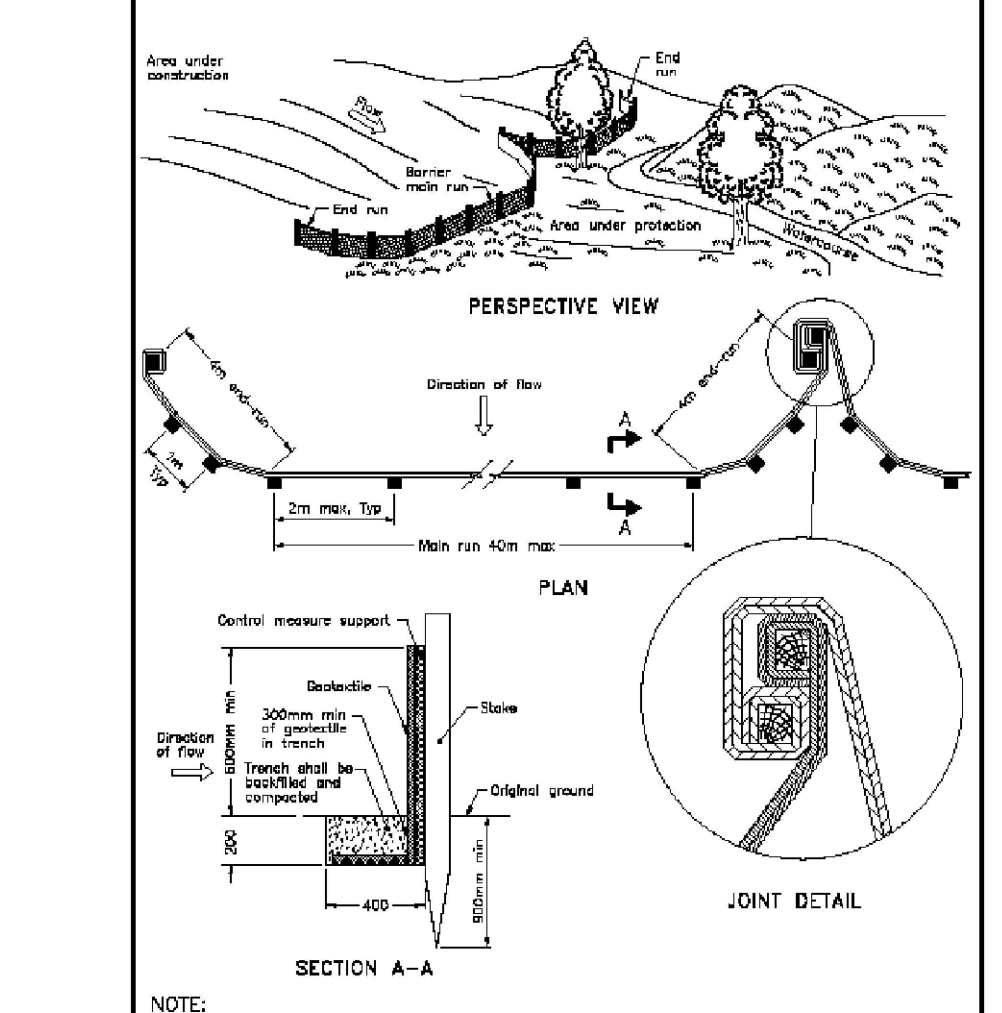 Area under
construction
Flow
End
run
Barrier
main run
End run
Area under protection
Watercourse
PERSPECTIVE VIEW
4m end-run
Direction of flow
4m end-run
A
1m
Typ
2m max, Typ
A
Main run 40m max
PLAN
Control measure support
Geotextile
300mm min
of geotextile
in trench
Stake
Direction
of flow
600mm min
Trench shall be
backfilled and
compacted
Original ground
200
400
900mm min
JOINT DETAIL
SECTION A-A
NOTE: